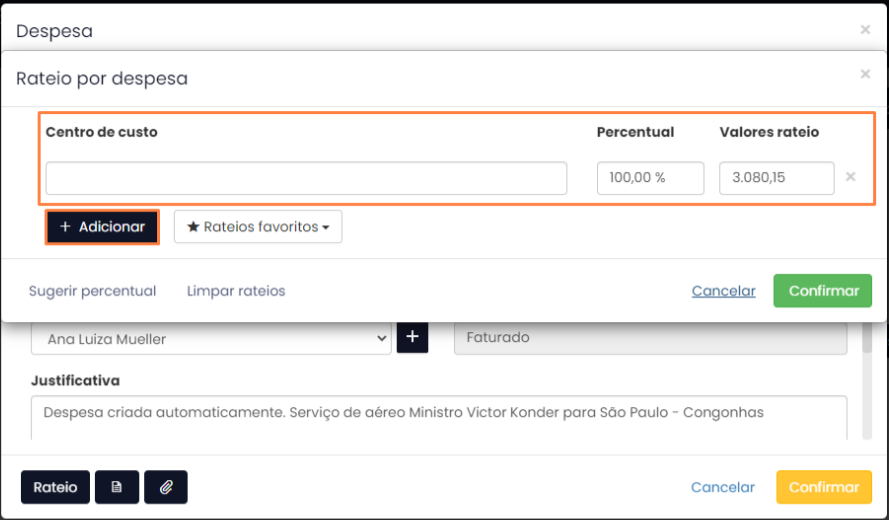 Despesa ×
Rateio por despesa ×
Centro de custo Percentual Valores rateio
100,00 % 3.080,15 ×
+ Adicionar ★ Rateios favoritos
Sugerir percentual Limpar rateios Cancelar Confirmar
Ana Luiza Mueller + Faturado
Justificativa
Despesa criada automaticamente. Serviço de aéreo Ministro Victor Konder para São Paulo - Congonhas
Rateio Cancelar Confirmar